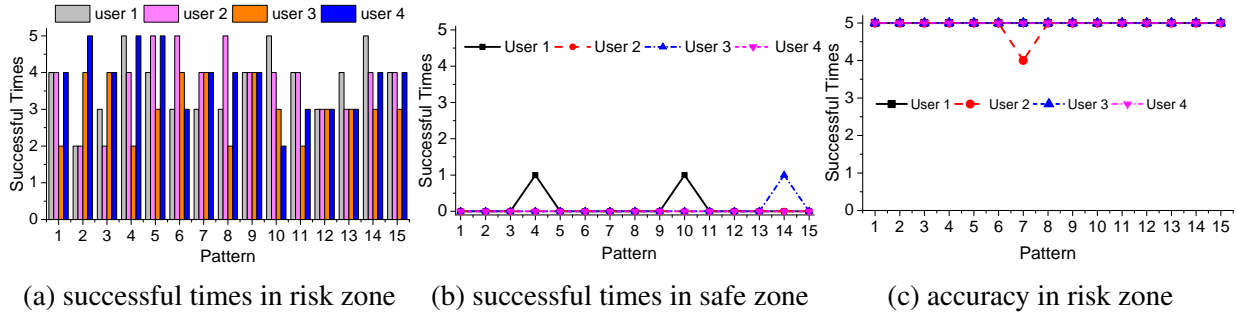 user 1 user 2 user 3 user 4
Successful Times
5
4
3
2
1
0
1 2 3 4 5 6 7 8 9 10 11 12 13 14 15
Pattern
(a) successful times in risk zone
User 1 User 2 User 3 User 4
Successful Times
5
4
3
2
1
0
1 2 3 4 5 6 7 8 9 10 11 12 13 14 15
Pattern
(b) successful times in safe zone
Successful Times
5
4
3
2
1
0
User 1 User 2 User 3 User 4
1 2 3 4 5 6 7 8 9 10 11 12 13 14 15
Pattern
(c) accuracy in risk zone